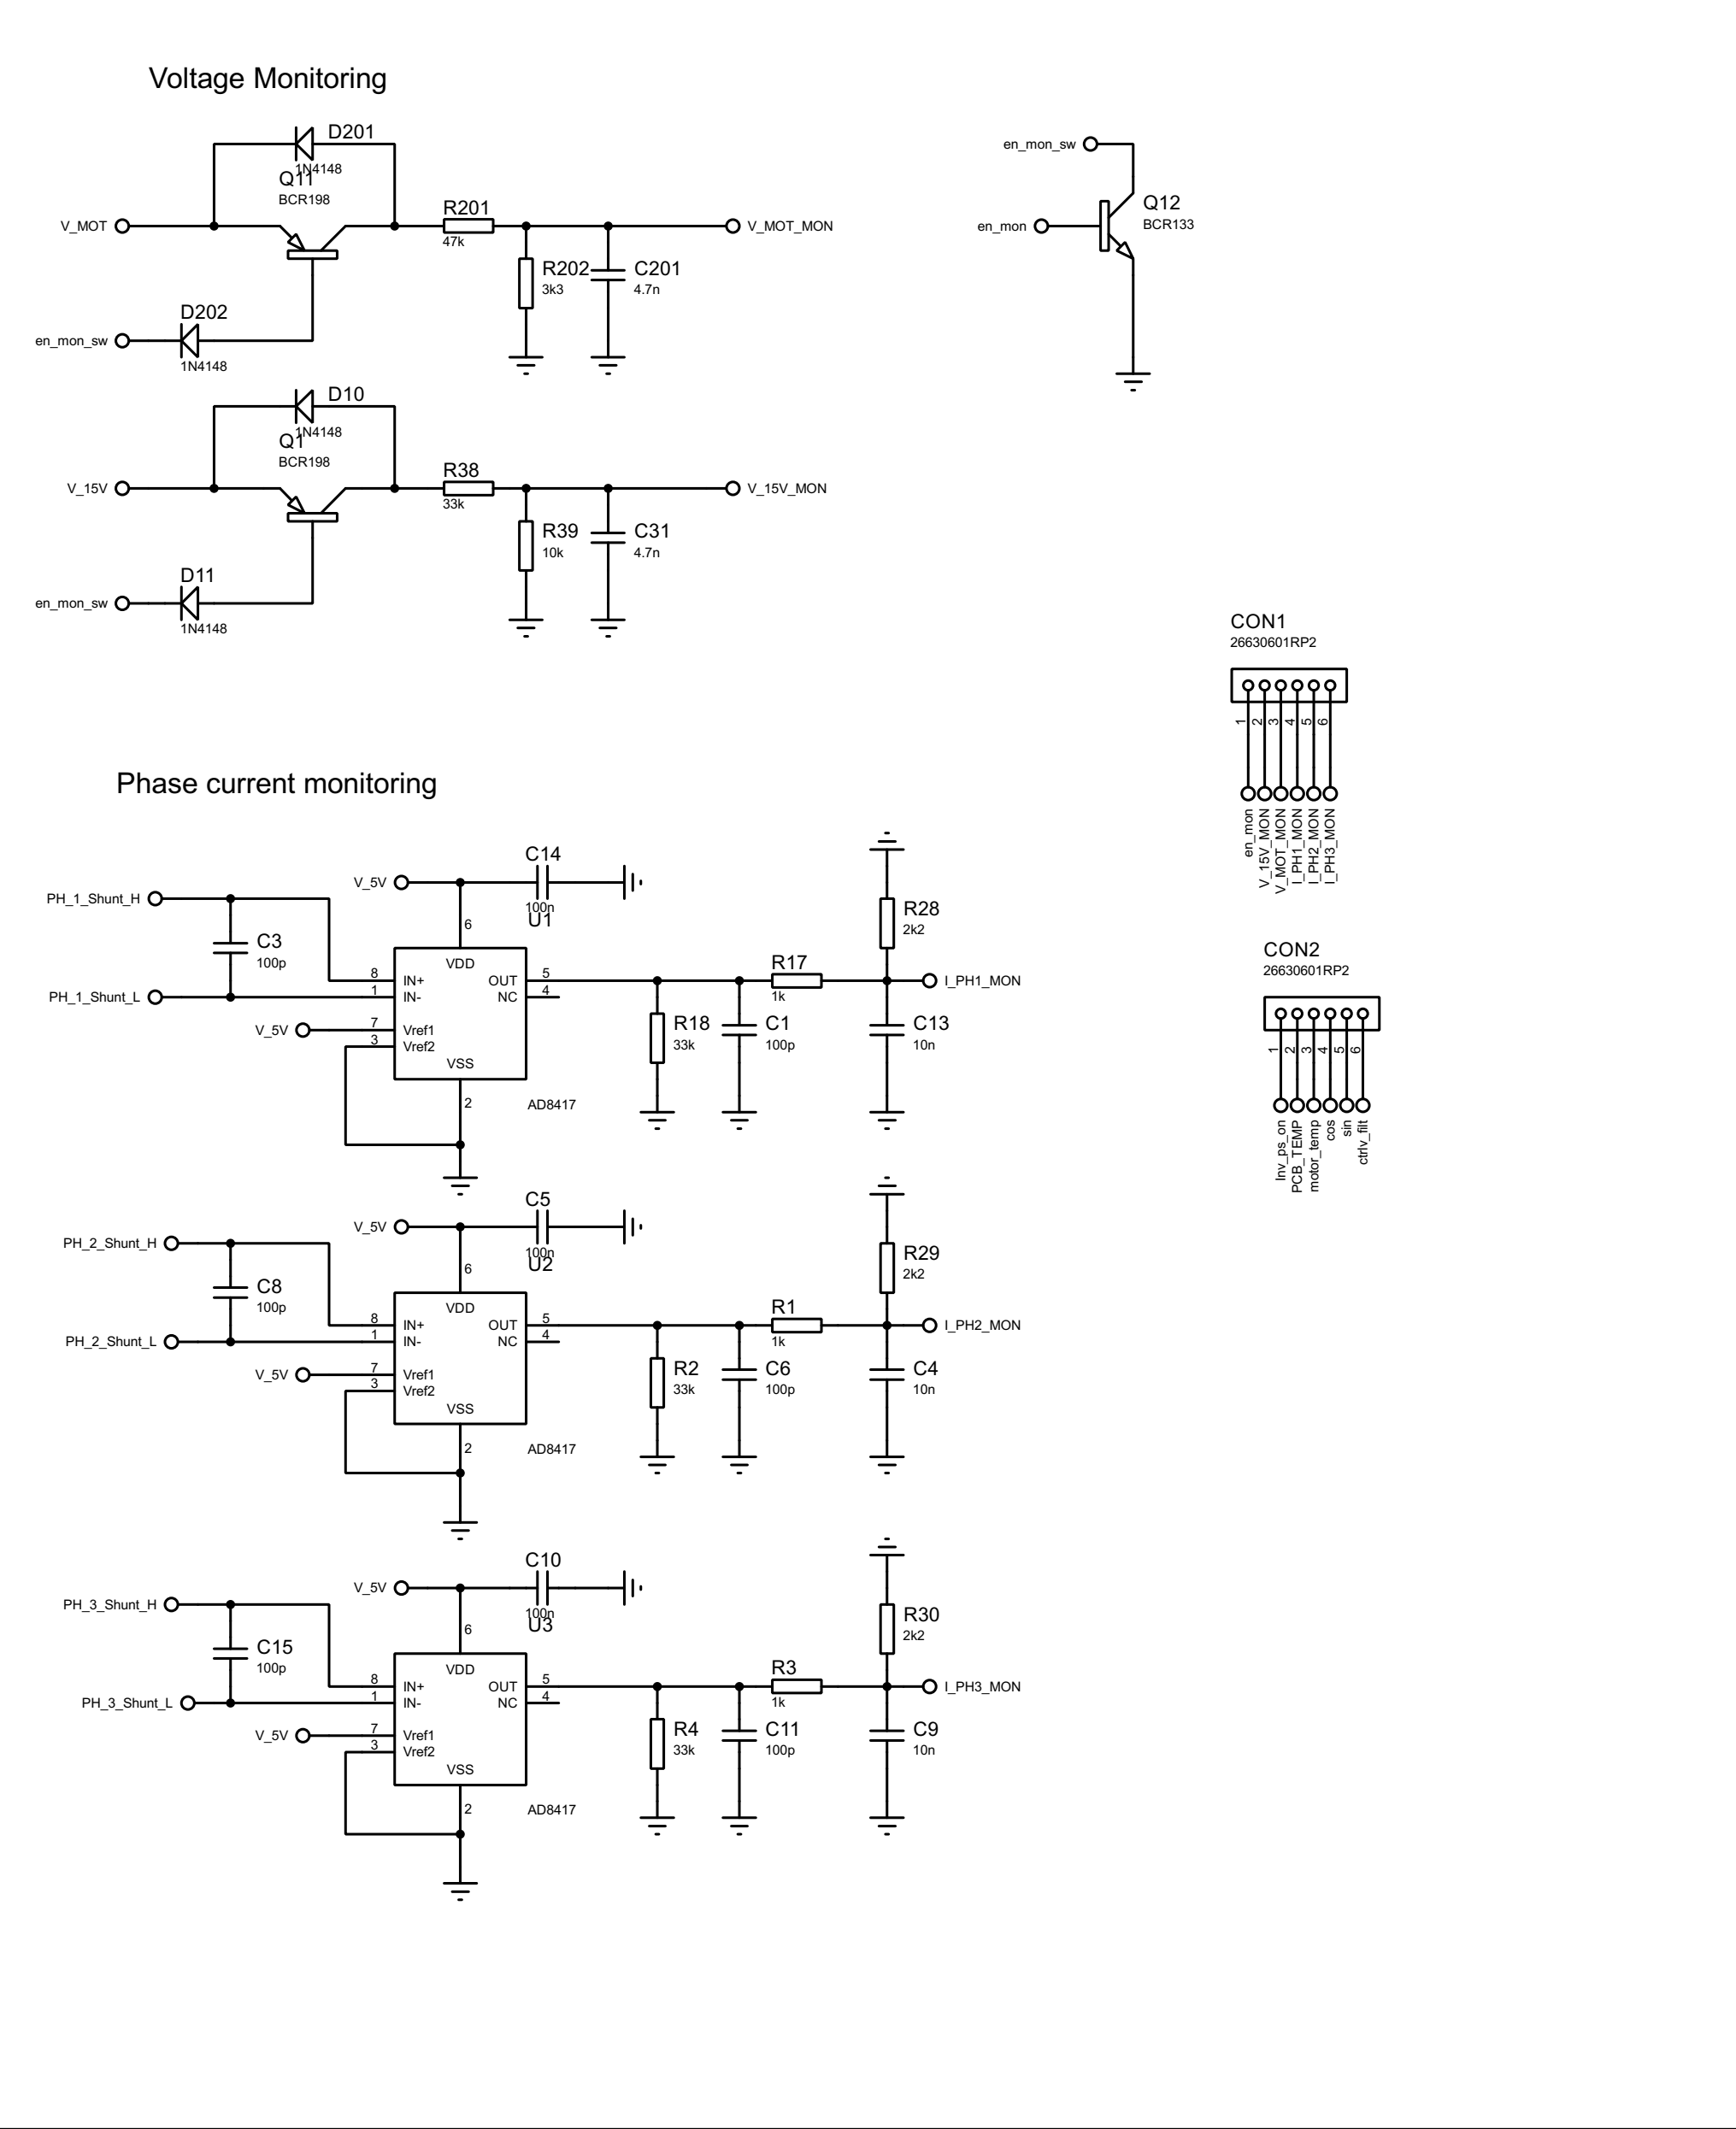 Voltage Monitoring
D201
1N4148
Q11
BCR198
V_MOT
R201
47k
V_MOT_MON
R202
3k3
C201
4.7n
D202
en_mon_sw
1N4148
en_mon_sw
Q12
BCR133
en_mon
D10
1N4148
Q1
BCR198
V_15V
R38
33k
V_15V_MON
R39
10k
C31
4.7n
D11
en_mon_sw
1N4148
CON1
26630601RP2
1 2 3 4 5 6
en_mon
V_15V_MON
V_MOT_MON
I_PH1_MON
I_PH2_MON
I_PH3_MON
CON2
26630601RP2
1 2 3 4 5 6
Inv_ps_on
PCB_TEMP
motor_temp
cos
sin
ctrlv_filt
Phase current monitoring
C14
V_5V
100n
U1
PH_1_Shunt_H
6
R28
2k2
C3
100p
VDD
8 IN+
OUT 5
R17
1k
I_PH1_MON
PH_1_Shunt_L
1 IN-
NC 4
V_5V
7 Vref1
3 Vref2
VSS
R18
33k
C1
100p
C13
10n
2
AD8417
C5
V_5V
100n
U2
PH_2_Shunt_H
6
R29
2k2
C8
100p
VDD
8 IN+
OUT 5
R1
1k
I_PH2_MON
PH_2_Shunt_L
1 IN-
NC 4
V_5V
7 Vref1
3 Vref2
VSS
R2
33k
C6
100p
C4
10n
2
AD8417
C10
V_5V
100n
U3
PH_3_Shunt_H
6
R30
2k2
C15
100p
VDD
8 IN+
OUT 5
R3
1k
I_PH3_MON
PH_3_Shunt_L
1 IN-
NC 4
V_5V
7 Vref1
3 Vref2
VSS
R4
33k
C11
100p
C9
10n
2
AD8417